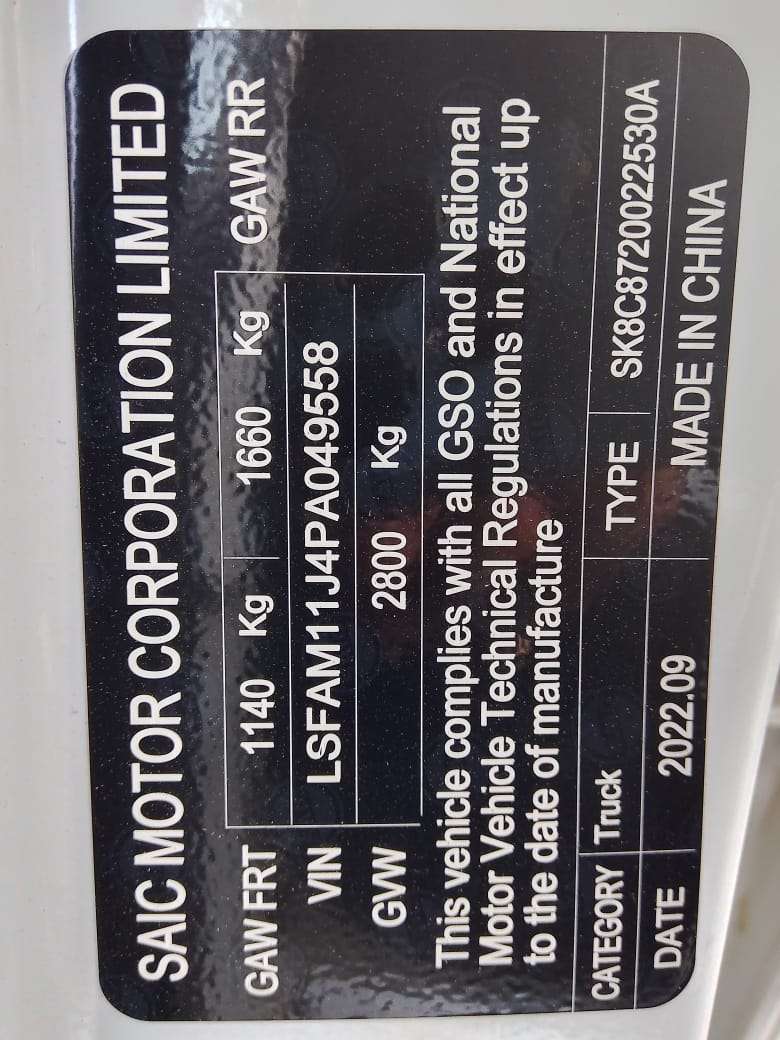 SAIC MOTOR CORPORATION LIMITED
GAW FRT 1140 Kg 1660 Kg GAW RR
VIN LSFAM11J4PA049558
GVW 2800 Kg
This vehicle complies with all GSO and National
Motor Vehicle Technical Regulations in effect up
to the date of manufacture
CATEGORY Truck TYPE SK8C8720022530A
DATE 2022.09 MADE IN CHINA